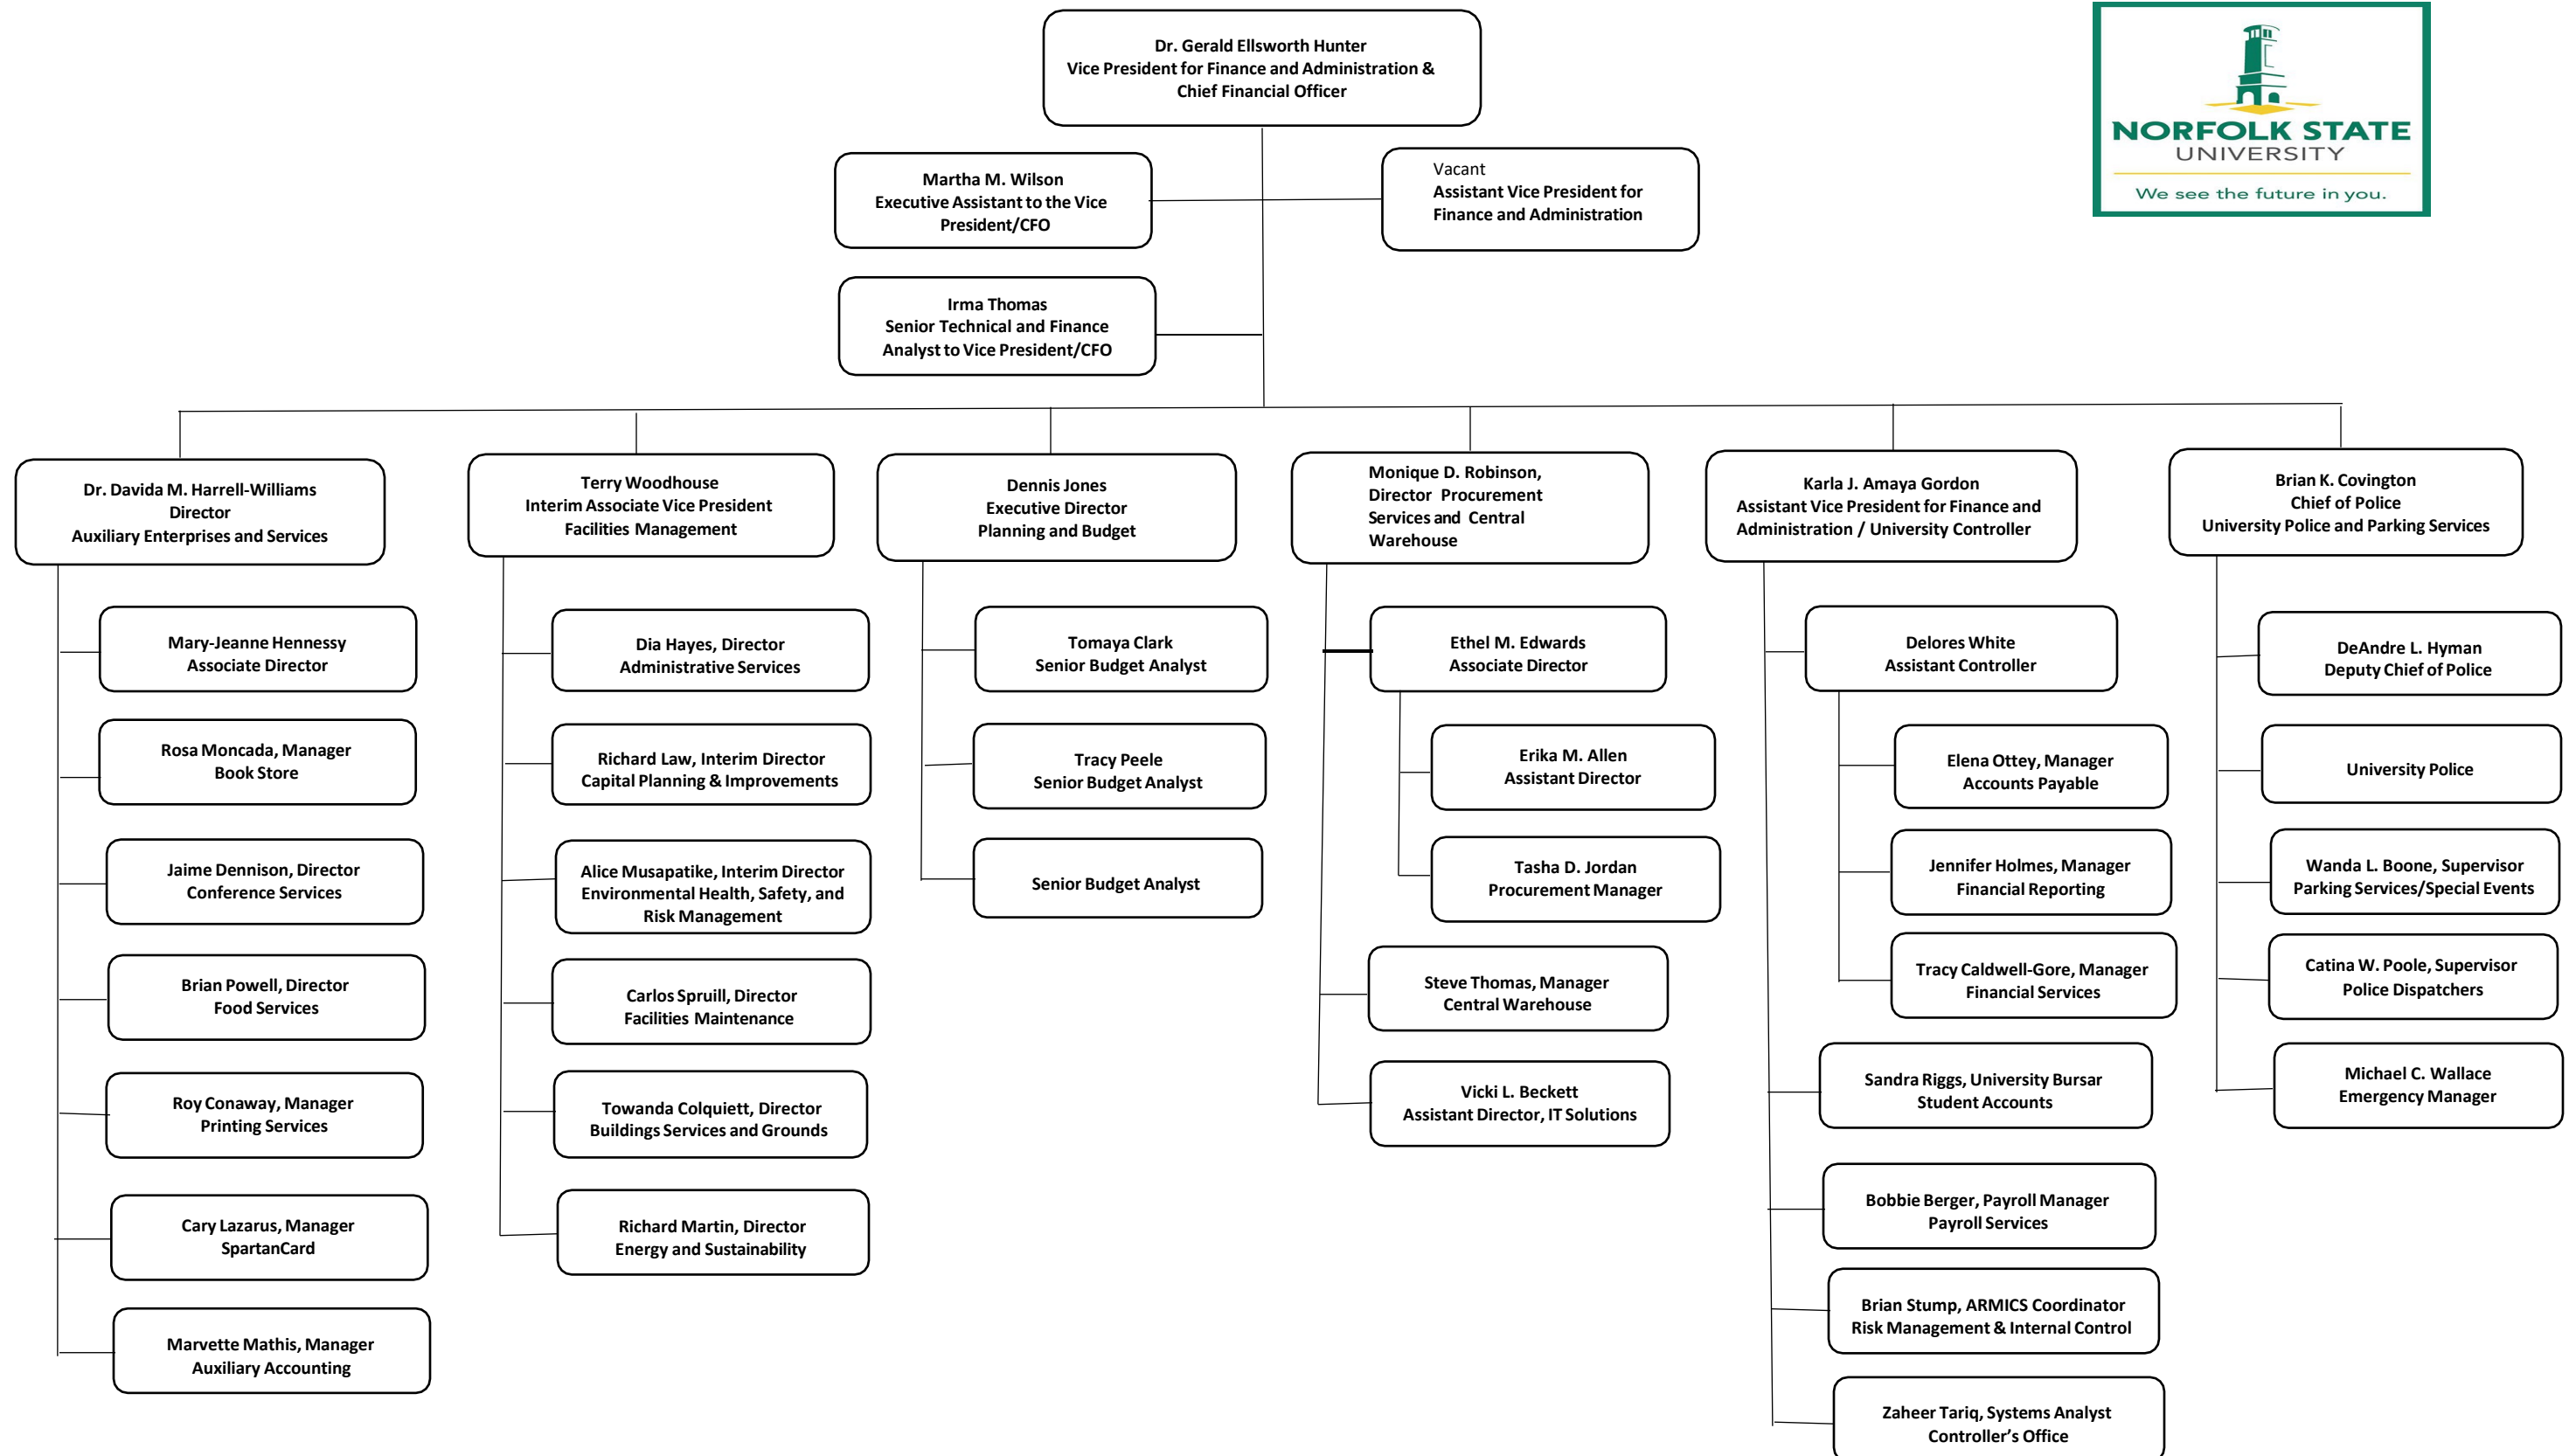 Dr. Gerald Ellsworth Hunter
Vice President for Finance and Administration &
Chief Financial Officer
NORFOLK STATE
UNIVERSITY
We see the future in you.
Martha M. Wilson
Executive Assistant to the Vice
President/CFO
Vacant
Assistant Vice President for
Finance and Administration
Irma Thomas
Senior Technical and Finance
Analyst to Vice President/CFO
Dr. Davida M. Harrell-Williams
Director
Auxiliary Enterprises and Services
Mary-Jeanne Hennessy
Associate Director
Rosa Moncada, Manager
Book Store
Jaime Dennison, Director
Conference Services
Brian Powell, Director
Food Services
Roy Conaway, Manager
Printing Services
Cary Lazarus, Manager
SpartanCard
Marvette Mathis, Manager
Auxiliary Accounting
Terry Woodhouse
Interim Associate Vice President
Facilities Management
Dia Hayes, Director
Administrative Services
Richard Law, Interim Director
Capital Planning & Improvements
Alice Musapatike, Interim Director
Environmental Health, Safety, and
Risk Management
Carlos Spruill, Director
Facilities Maintenance
Towanda Colquiett, Director
Buildings Services and Grounds
Richard Martin, Director
Energy and Sustainability
Dennis Jones
Executive Director
Planning and Budget
Tomaya Clark
Senior Budget Analyst
Tracy Peele
Senior Budget Analyst
Senior Budget Analyst
Monique D. Robinson,
Director Procurement
Services and Central
Warehouse
Ethel M. Edwards
Associate Director
Erika M. Allen
Assistant Director
Tasha D. Jordan
Procurement Manager
Steve Thomas, Manager
Central Warehouse
Vicki L. Beckett
Assistant Director, IT Solutions
Karla J. Amaya Gordon
Assistant Vice President for Finance and
Administration / University Controller
Delores White
Assistant Controller
Elena Ottey, Manager
Accounts Payable
Jennifer Holmes, Manager
Financial Reporting
Tracy Caldwell-Gore, Manager
Financial Services
Sandra Riggs, University Bursar
Student Accounts
Bobbie Berger, Payroll Manager
Payroll Services
Brian Stump, ARMICS Coordinator
Risk Management & Internal Control
Zaheer Tariq, Systems Analyst
Controller's Office
Brian K. Covington
Chief of Police
University Police and Parking Services
DeAndre L. Hyman
Deputy Chief of Police
University Police
Wanda L. Boone, Supervisor
Parking Services/Special Events
Catina W. Poole, Supervisor
Police Dispatchers
Michael C. Wallace
Emergency Manager